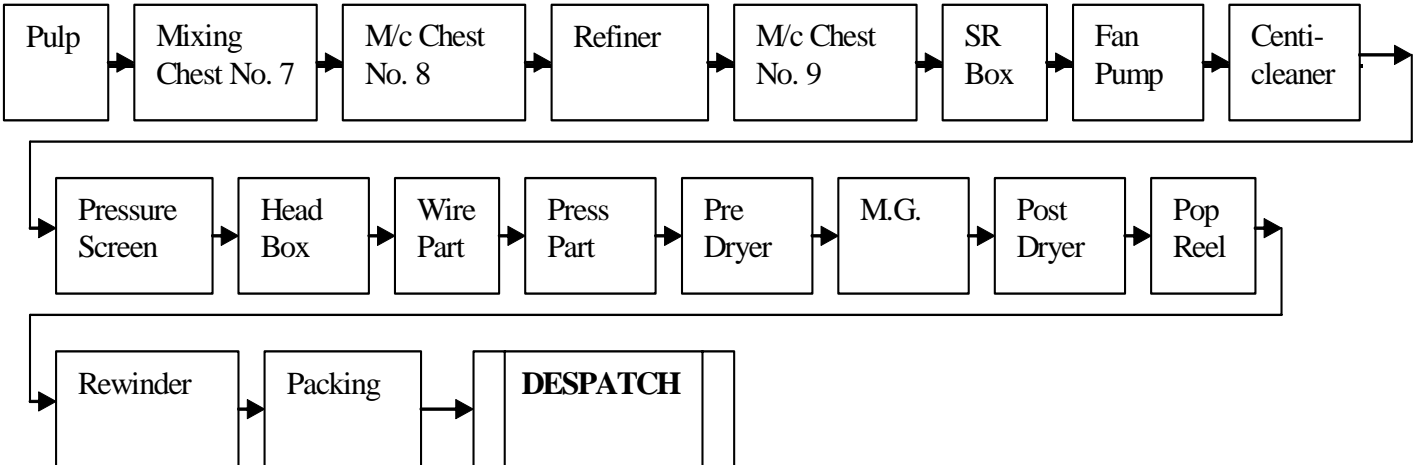 Pulp
Mixing
Chest No. 7
M/c Chest
No. 8
Refiner
M/c Chest
No. 9
SR
Box
Fan
Pump
Centi-
cleaner
Pressure
Screen
Head
Box
Wire
Part
Press
Part
Pre
Dryer
M.G.
Post
Dryer
Pop
Reel
Rewinder
Packing
DESPATCH